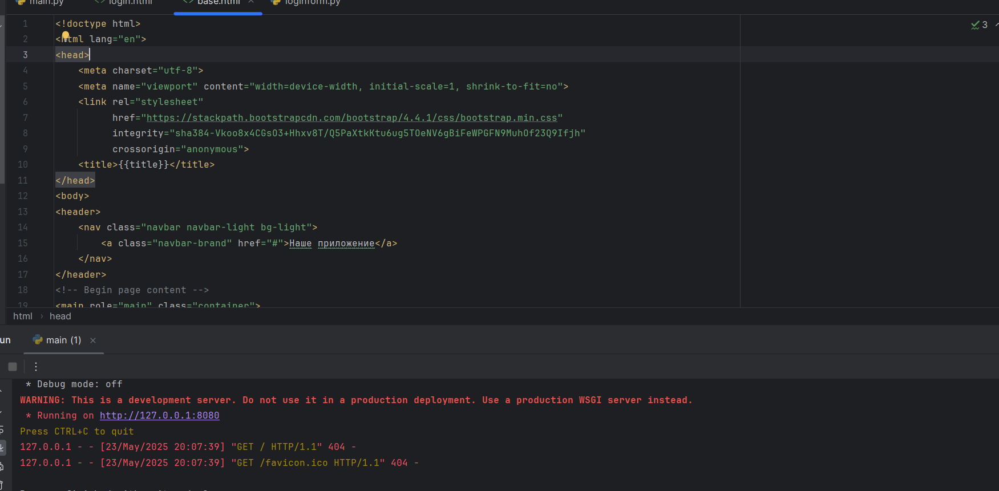 main.py login.html base.html loginform.py
1 <!doctype html>
2 <html lang="en">
3 <head>
4 <meta charset="utf-8">
5 <meta name="viewport" content="width=device-width, initial-scale=1, shrink-to-fit=no">
6 <link rel="stylesheet"
7 href="https://stackpath.bootstrapcdn.com/bootstrap/4.4.1/css/bootstrap.min.css"
8 integrity="sha384-Vkoo8x4CGsO3+Hhxv8T/Q5PaXtkKtu6ug5TOeNV6gBiFeWPGFN9MuhOf23Q9Ifjh"
9 crossorigin="anonymous">
10 <title>{{title}}</title>
11 </head>
12 <body>
13 <header>
14 <nav class="navbar navbar-light bg-light">
15 <a class="navbar-brand" href="#">Наше приложение</a>
16 </nav>
17 </header>
18 <!-- Begin page content -->
19 <main role="main" class="container">
3
html › head
un main (1)
* Debug mode: off
WARNING: This is a development server. Do not use it in a production deployment. Use a production WSGI server instead.
* Running on http://127.0.0.1:8080
Press CTRL+C to quit
127.0.0.1 - - [23/May/2025 20:07:39] "GET / HTTP/1.1" 404 -
127.0.0.1 - - [23/May/2025 20:07:39] "GET /favicon.ico HTTP/1.1" 404 -